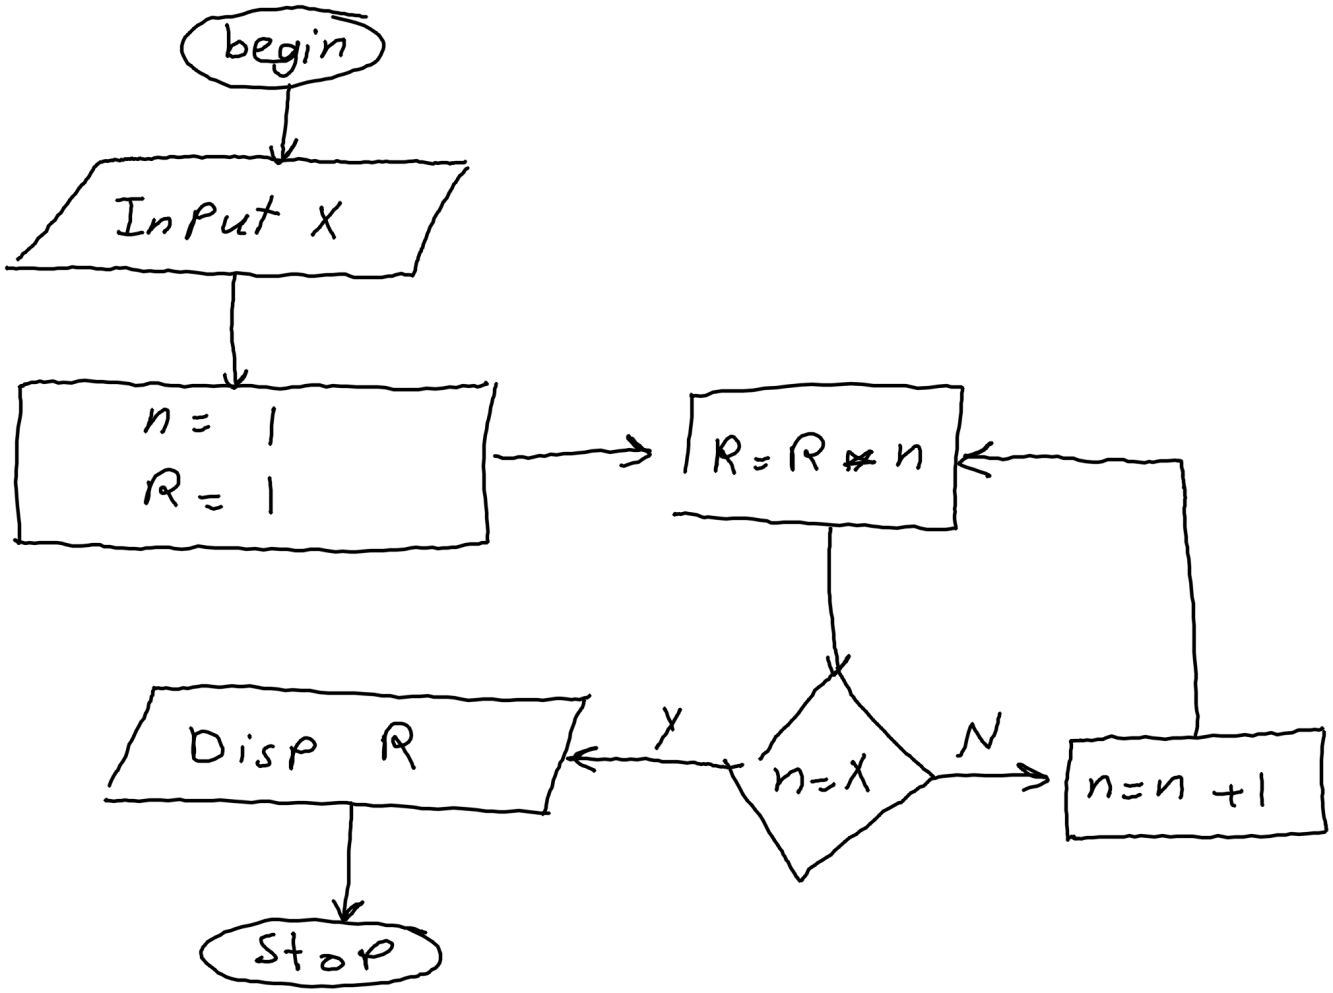 begin
Input X
n = 1
R = 1
R = R * n
n = X
Y
N
n = n + 1
Disp R
Stop